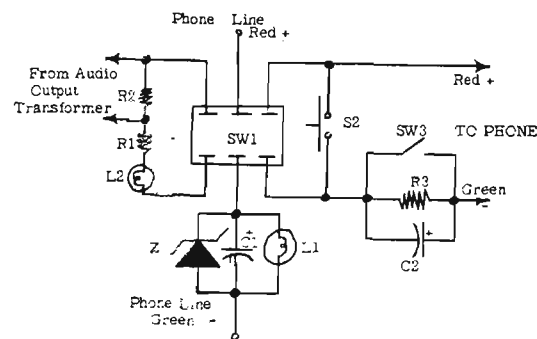 Phone Line
Red +
From Audio
Output
Transformer
R2
R1
L2
SW1
S2
Red +
SW3
TO PHONE
R3
Green
-
+
C2
Z
+
C1
L1
Phone Line
Green -